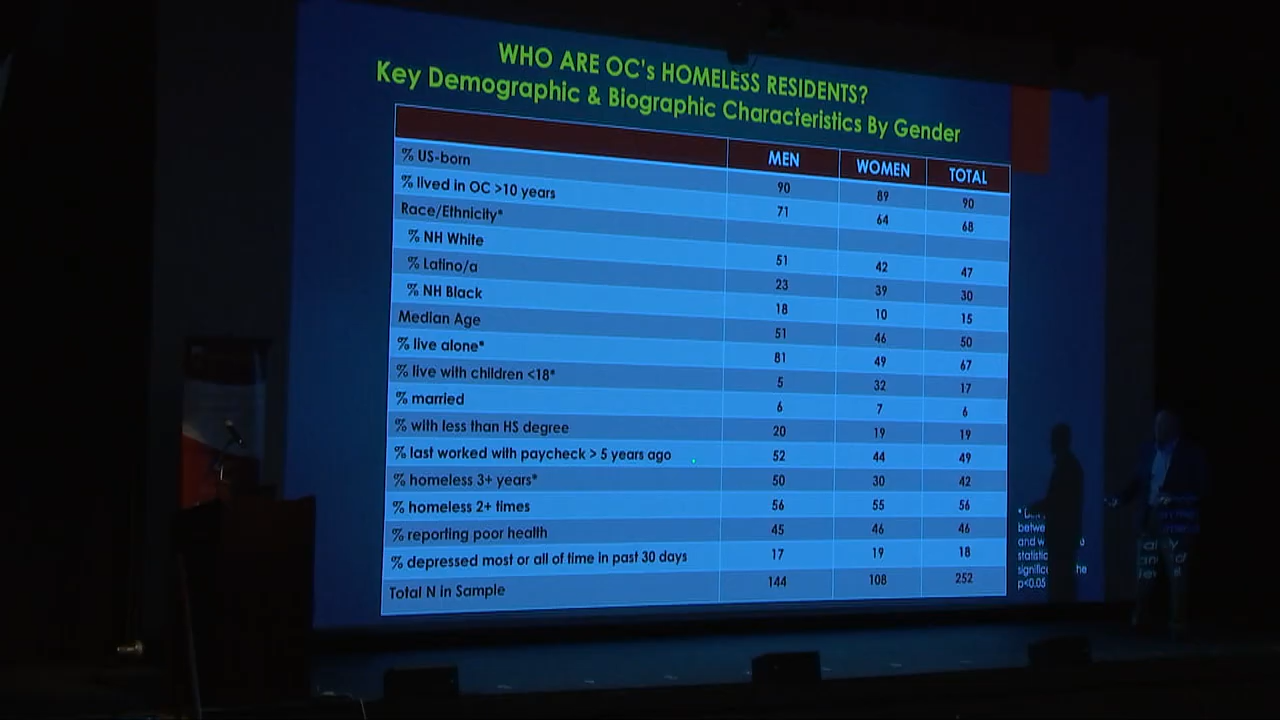 WHO ARE OC's HOMELESS RESIDENTS?
Key Demographic & Biographic Characteristics By Gender
MEN WOMEN TOTAL
% US-born 90 89 90
% lived in OC >10 years 71 64 68
Race/Ethnicity*
% NH White 51 42 47
% Latino/a 23 39 30
% NH Black 18 10 15
Median Age 51 46 50
% live alone* 81 49 67
% live with children <18* 5 32 17
% married 6 7 6
% with less than HS degree 20 19 19
% last worked with paycheck > 5 years ago 52 44 49
% homeless 3+ years* 50 30 42
% homeless 2+ times 56 55 56
% reporting poor health 45 46 46
% depressed most or all of time in past 30 days 17 19 18
Total N in Sample 144 108 252
*
and
p<0.05